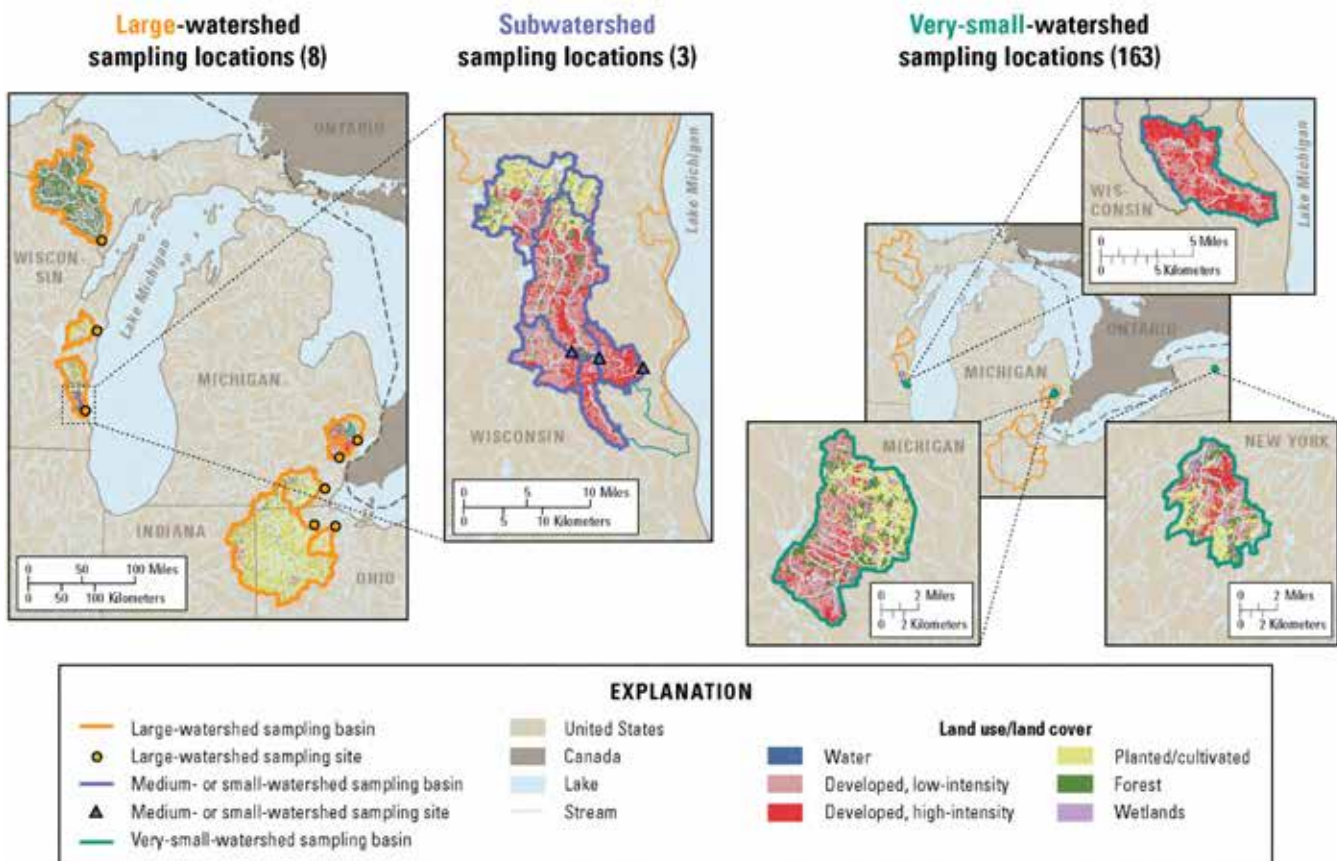 Large-watershed
sampling locations (8)
Subwatershed
sampling locations (3)
Very-small-watershed
sampling locations (163)
ONTARIO
WISCON-
SIN
Lake Michigan
MICHIGAN
INDIANA
OHIO
0 50 100 Miles
0 50 100 Kilometers
Lake Michigan
WISCONSIN
0 5 10 Miles
0 5 10 Kilometers
WIS-
CONSIN
Lake Michigan
0 5 Miles
0 5 Kilometers
ONTARIO
MICHIGAN
MICHIGAN
0 2 Miles
0 2 Kilometers
NEW YORK
0 2 Miles
0 2 Kilometers
EXPLANATION
Large-watershed sampling basin
Large-watershed sampling site
Medium- or small-watershed sampling basin
Medium- or small-watershed sampling site
Very-small-watershed sampling basin
United States
Canada
Lake
Stream
Land use/land cover
Water
Developed, low-intensity
Developed, high-intensity
Planted/cultivated
Forest
Wetlands